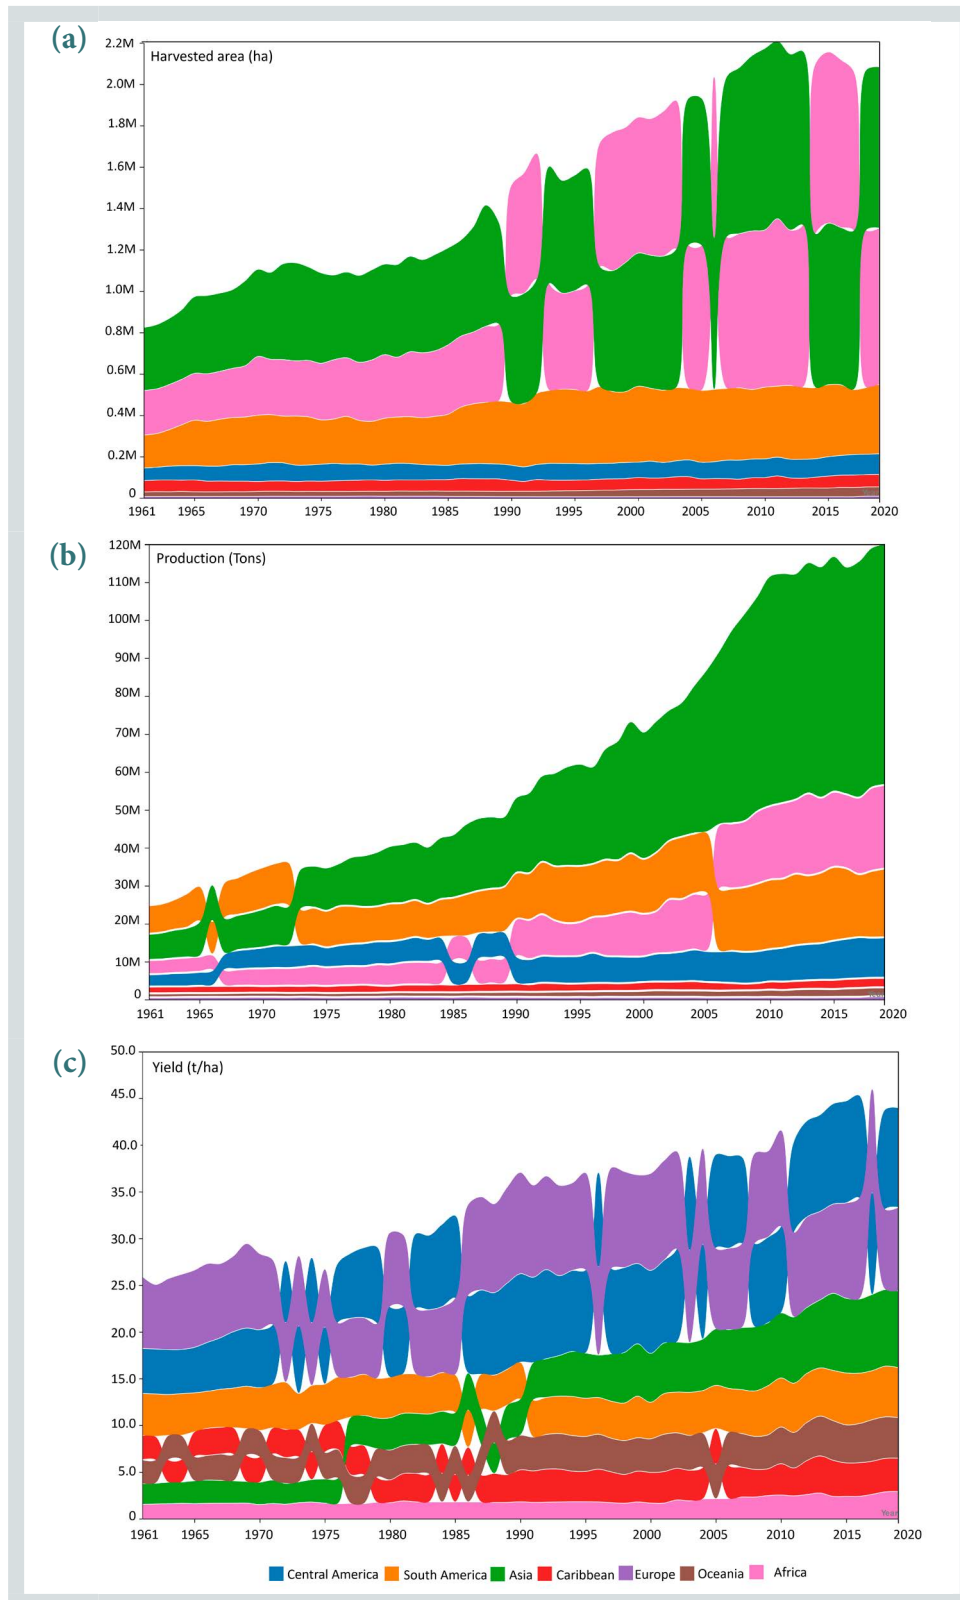 (a)
Harvested area (ha)
2.2M
2.0M
1.8M
1.6M
1.4M
1.2M
1.0M
0.8M
0.6M
0.4M
0.2M
0
Year
1961 1965 1970 1975 1980 1985 1990 1995 2000 2005 2010 2015 2020
(b)
Production (Tons)
120M
110M
100M
90M
80M
70M
60M
50M
40M
30M
20M
10M
0
1961 1965 1970 1975 1980 1985 1990 1995 2000 2005 2010 2015 2020
(c)
Yield (t/ha)
50.0
45.0
40.0
35.0
30.0
25.0
20.0
15.0
10.0
5.0
0
Year
1961 1965 1970 1975 1980 1985 1990 1995 2000 2005 2010 2015 2020
Central America South America Asia Caribbean Europe Oceania Africa